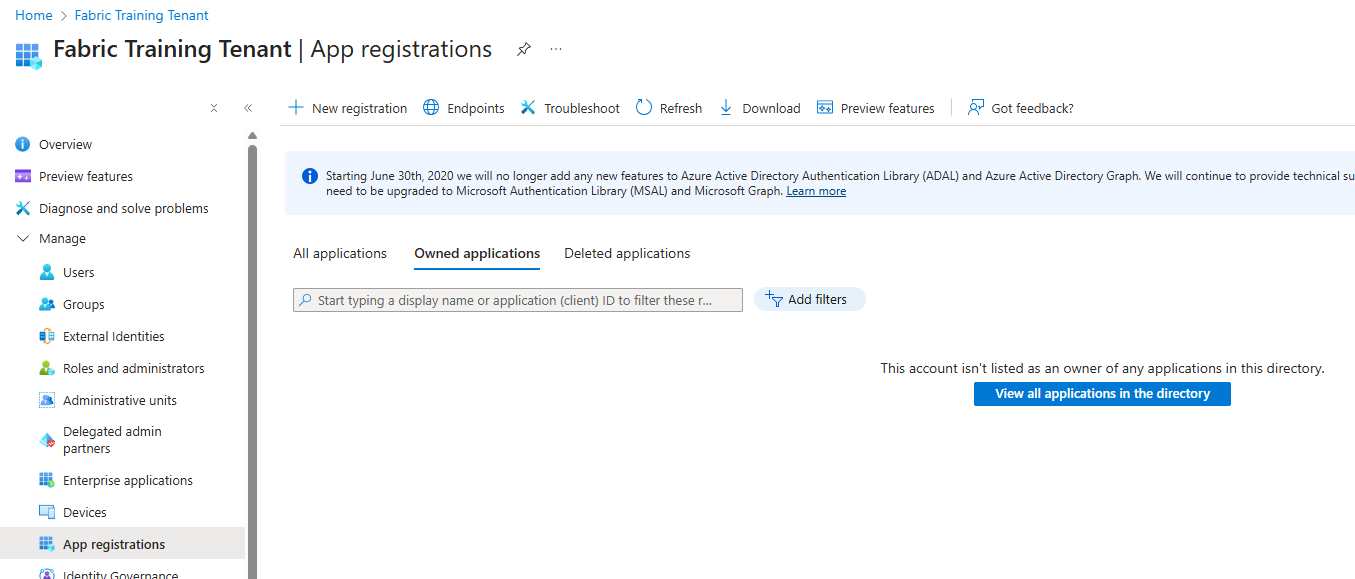 Home > Fabric Training Tenant
Fabric Training Tenant | App registrations
New registration Endpoints Troubleshoot Refresh Download Preview features Got feedback?
Overview
Preview features
Diagnose and solve problems
Manage
Users
Groups
External Identities
Roles and administrators
Administrative units
Delegated admin
partners
Enterprise applications
Devices
App registrations
Identity Governance
Starting June 30th, 2020 we will no longer add any new features to Azure Active Directory Authentication Library (ADAL) and Azure Active Directory Graph. We will continue to provide technical su
need to be upgraded to Microsoft Authentication Library (MSAL) and Microsoft Graph. Learn more
All applications Owned applications Deleted applications
Start typing a display name or application (client) ID to filter these r... Add filters
This account isn't listed as an owner of any applications in this directory.
View all applications in the directory